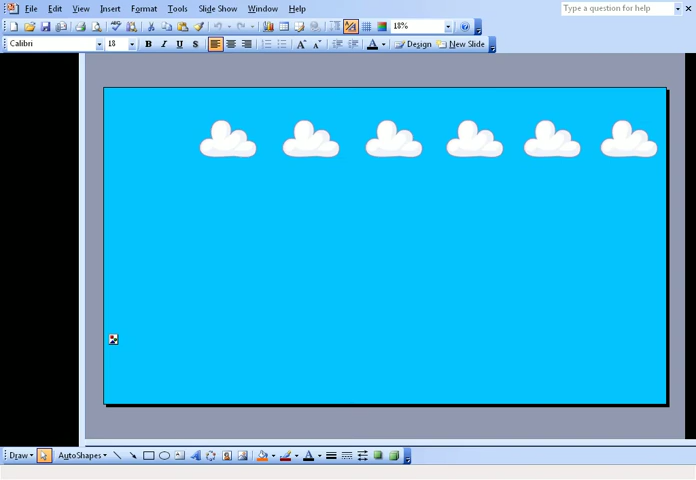 File Edit View Insert Format Tools Slide Show Window Help Type a question for help
18%
Calibri 18 B I U S A A A Design New Slide
Draw AutoShapes A